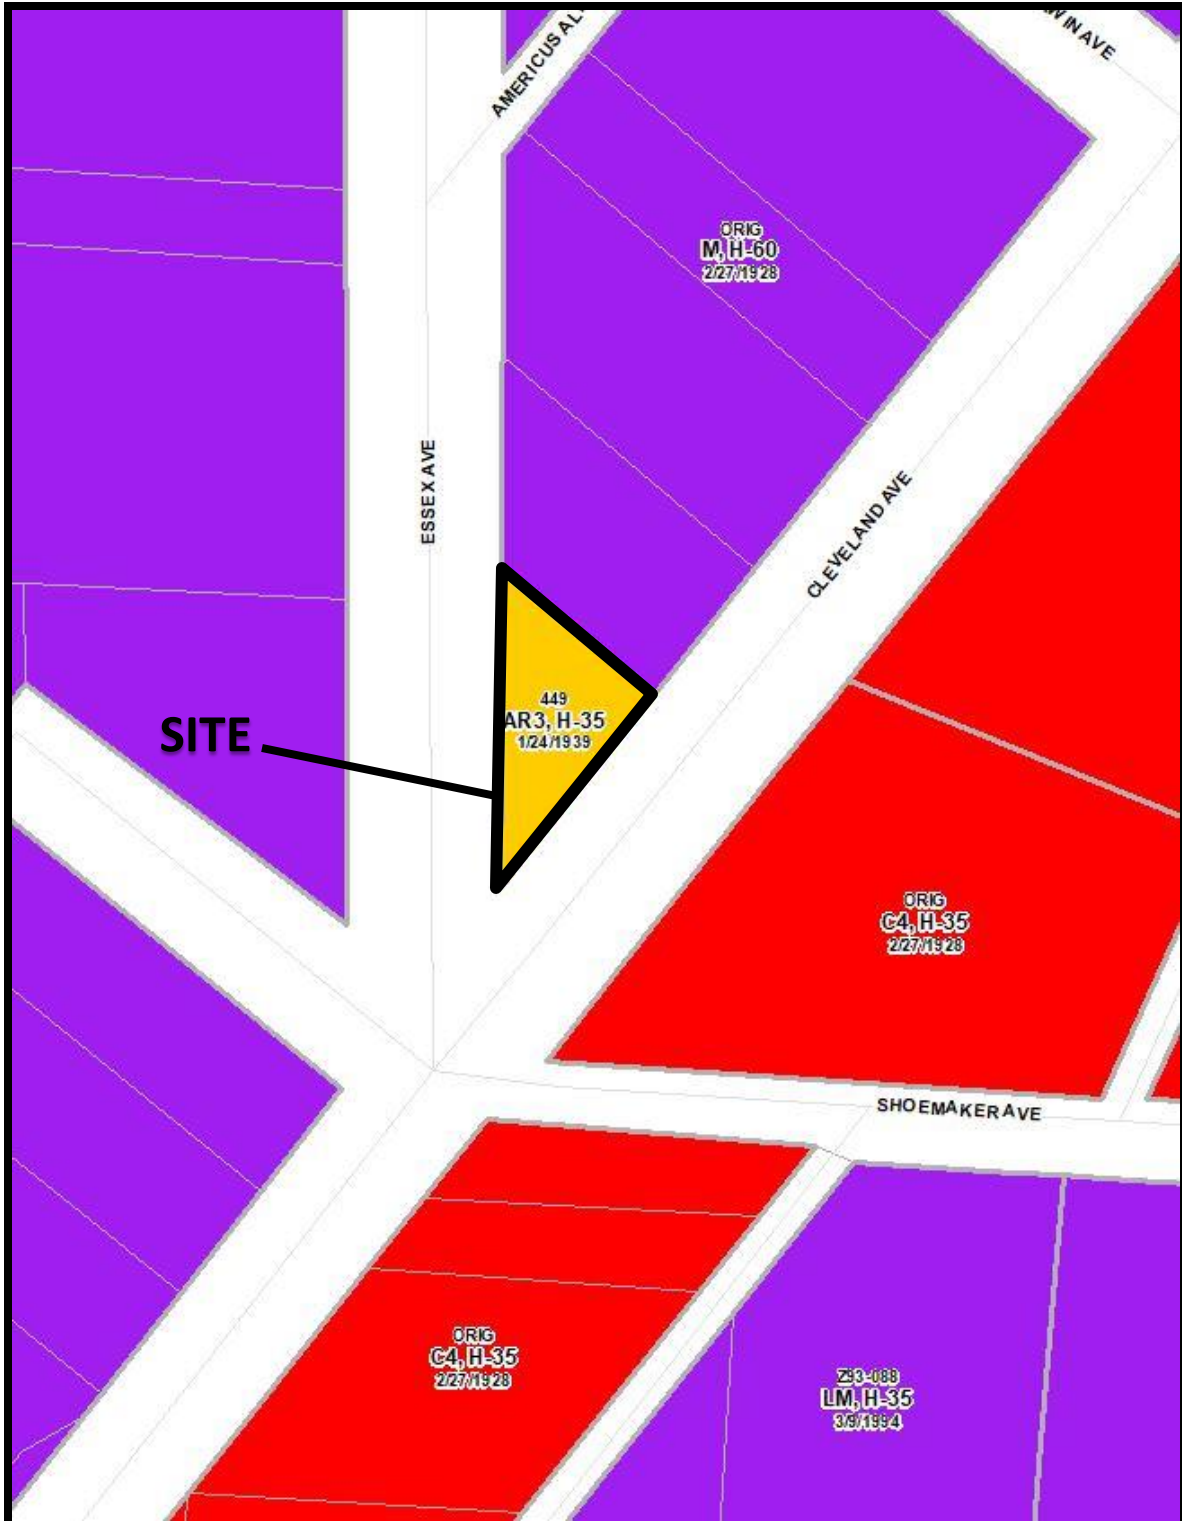 AMERICUS AL
WIN AVE
ORIG
M, H-60
2/27/1928
ESSEX AVE
CLEVELAND AVE
449
AR3, H-35
1/24/1939
SITE
ORIG
C4, H-35
2/27/1928
SHOEMAKER AVE
ORIG
C4, H-35
2/27/1928
Z93-088
LM, H-35
3/9/1994